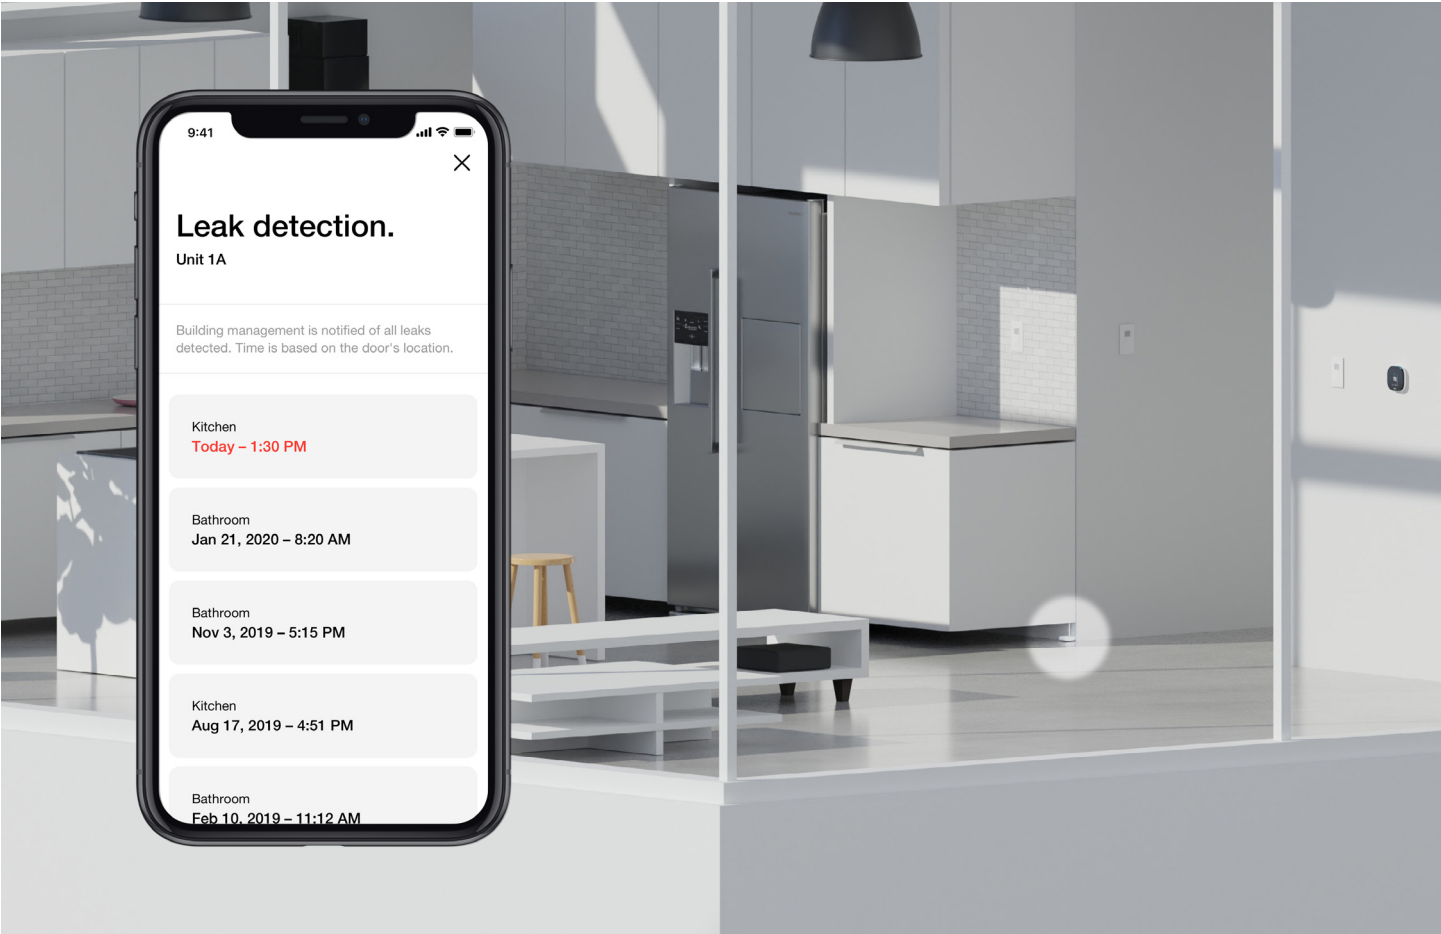 9:41
Leak detection.
Unit 1A
Building management is notified of all leaks
detected. Time is based on the door's location.
Kitchen
Today – 1:30 PM
Bathroom
Jan 21, 2020 – 8:20 AM
Bathroom
Nov 3, 2019 – 5:15 PM
Kitchen
Aug 17, 2019 – 4:51 PM
Bathroom
Feb 10, 2019 – 11:12 AM